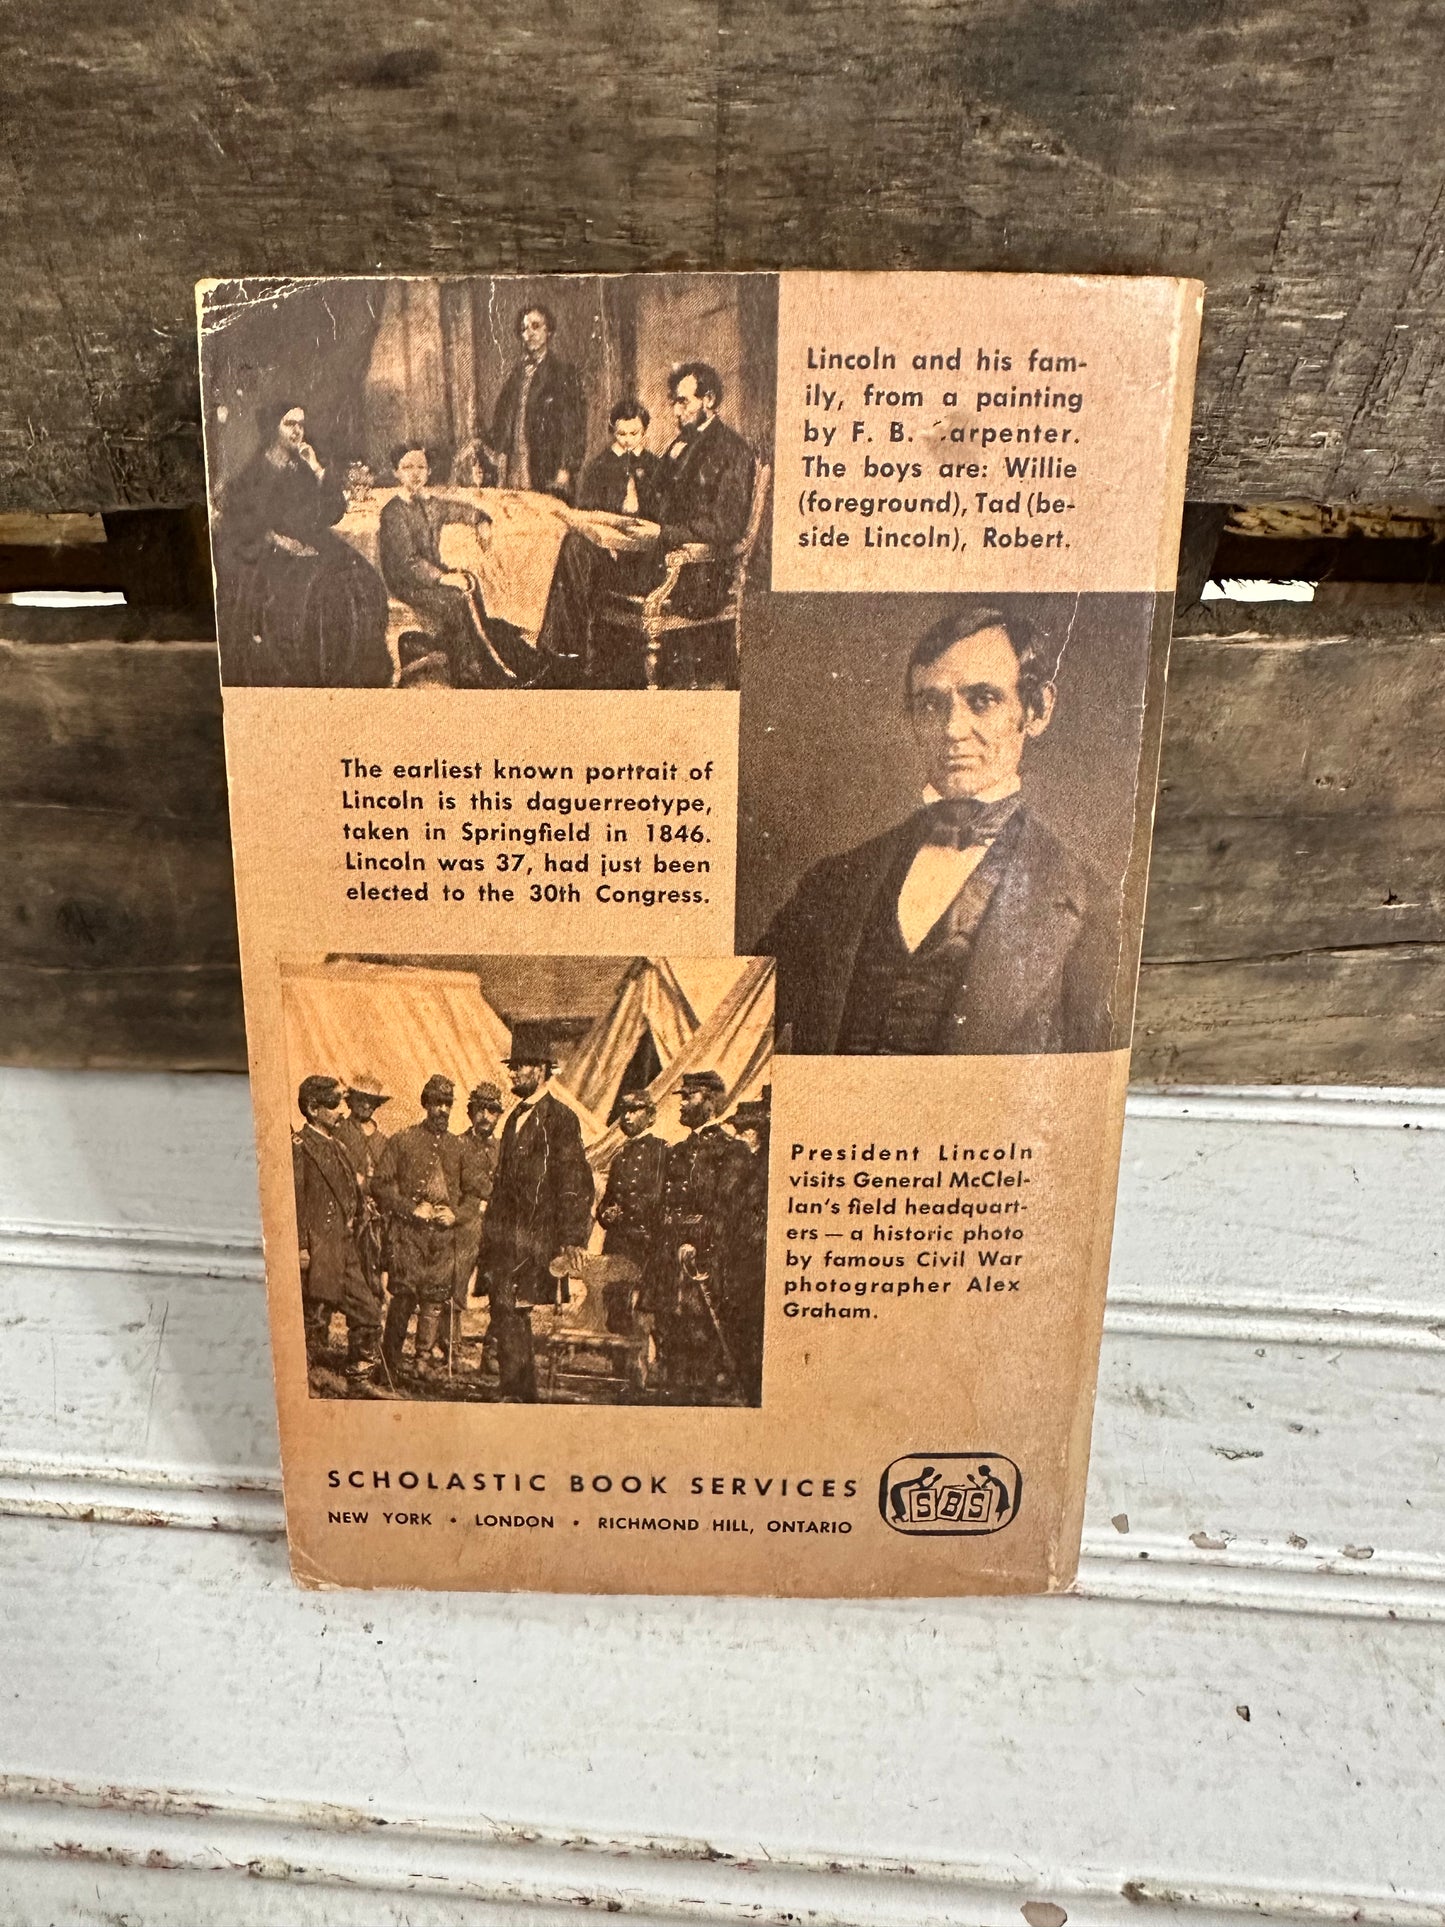 Lincoln and his fam-
ily, from a painting
by F. B. arpenter.
The boys are: Willie
(foreground), Tad (be-
side Lincoln), Robert.
The earliest known portrait of
Lincoln is this daguerreotype,
taken in Springfield in 1846.
Lincoln was 37, had just been
elected to the 30th Congress.
President Lincoln
visits General McClel-
lan's field headquart-
ers — a historic photo
by famous Civil War
photographer Alex
Graham.
SCHOLASTIC BOOK SERVICES
NEW YORK • LONDON • RICHMOND HILL, ONTARIO
SBS